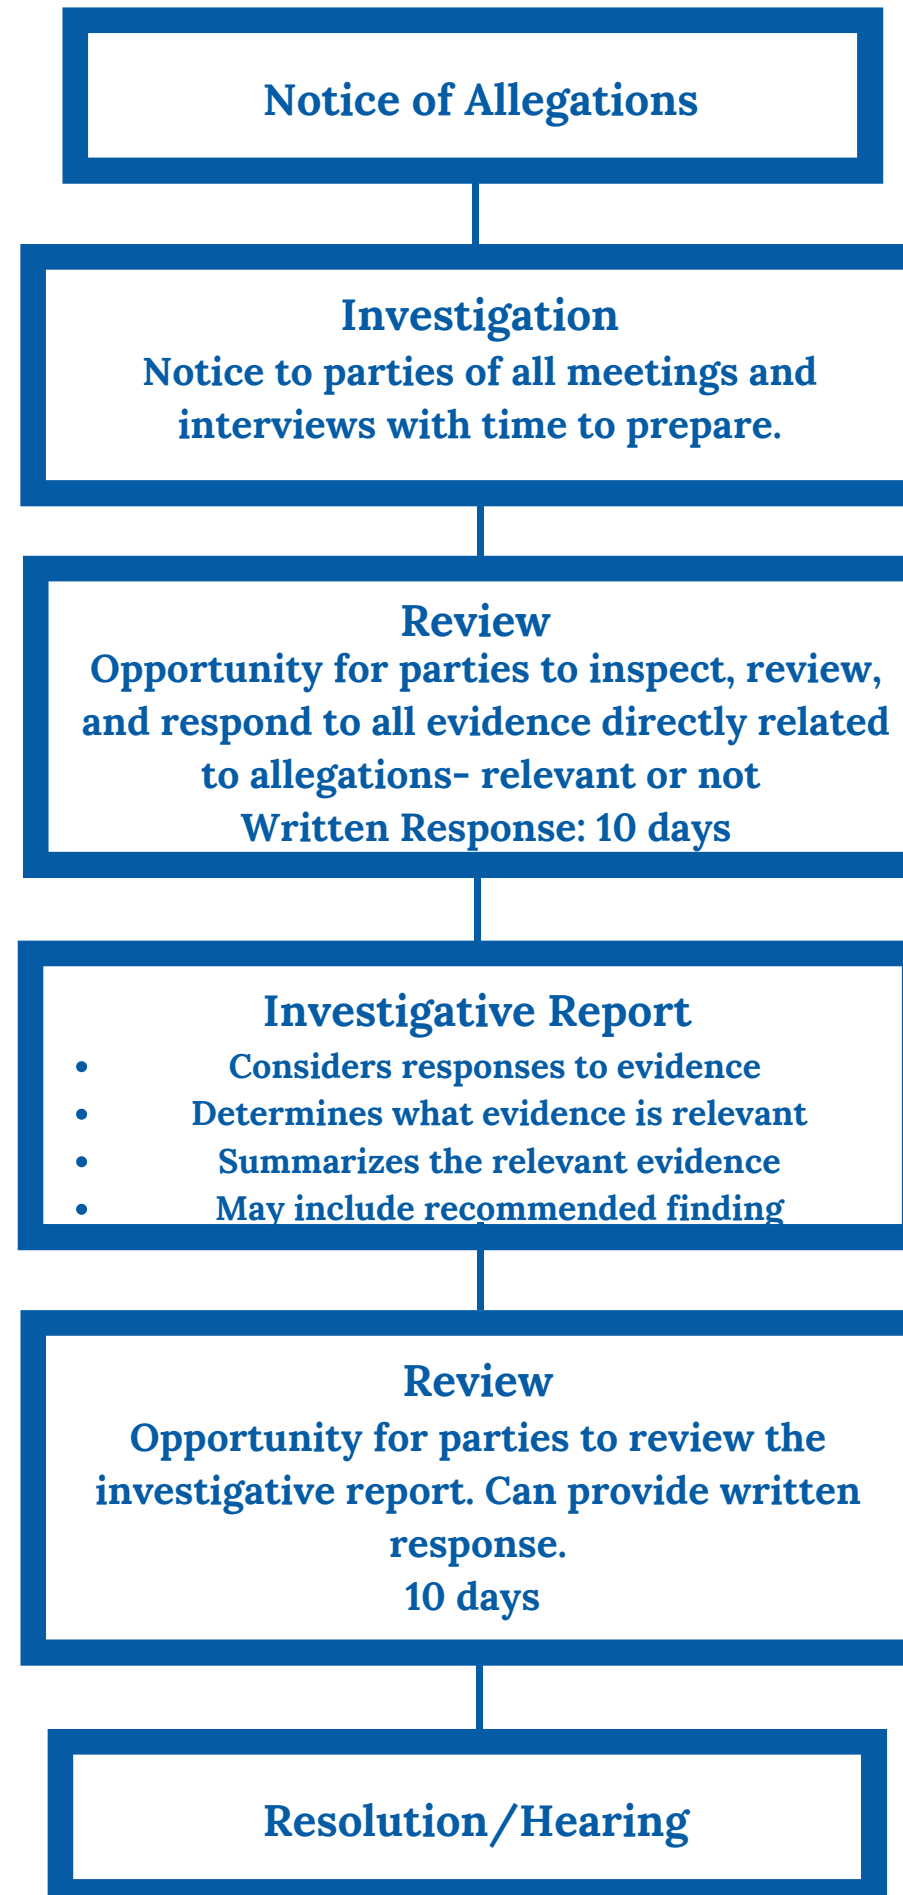 Notice of Allegations
Investigation
Notice to parties of all meetings and
interviews with time to prepare.
Review
Opportunity for parties to inspect, review,
and respond to all evidence directly related
to allegations- relevant or not
Written Response: 10 days
Investigative Report
• Considers responses to evidence
• Determines what evidence is relevant
• Summarizes the relevant evidence
• May include recommended finding
Review
Opportunity for parties to review the
investigative report. Can provide written
response.
10 days
Resolution/Hearing